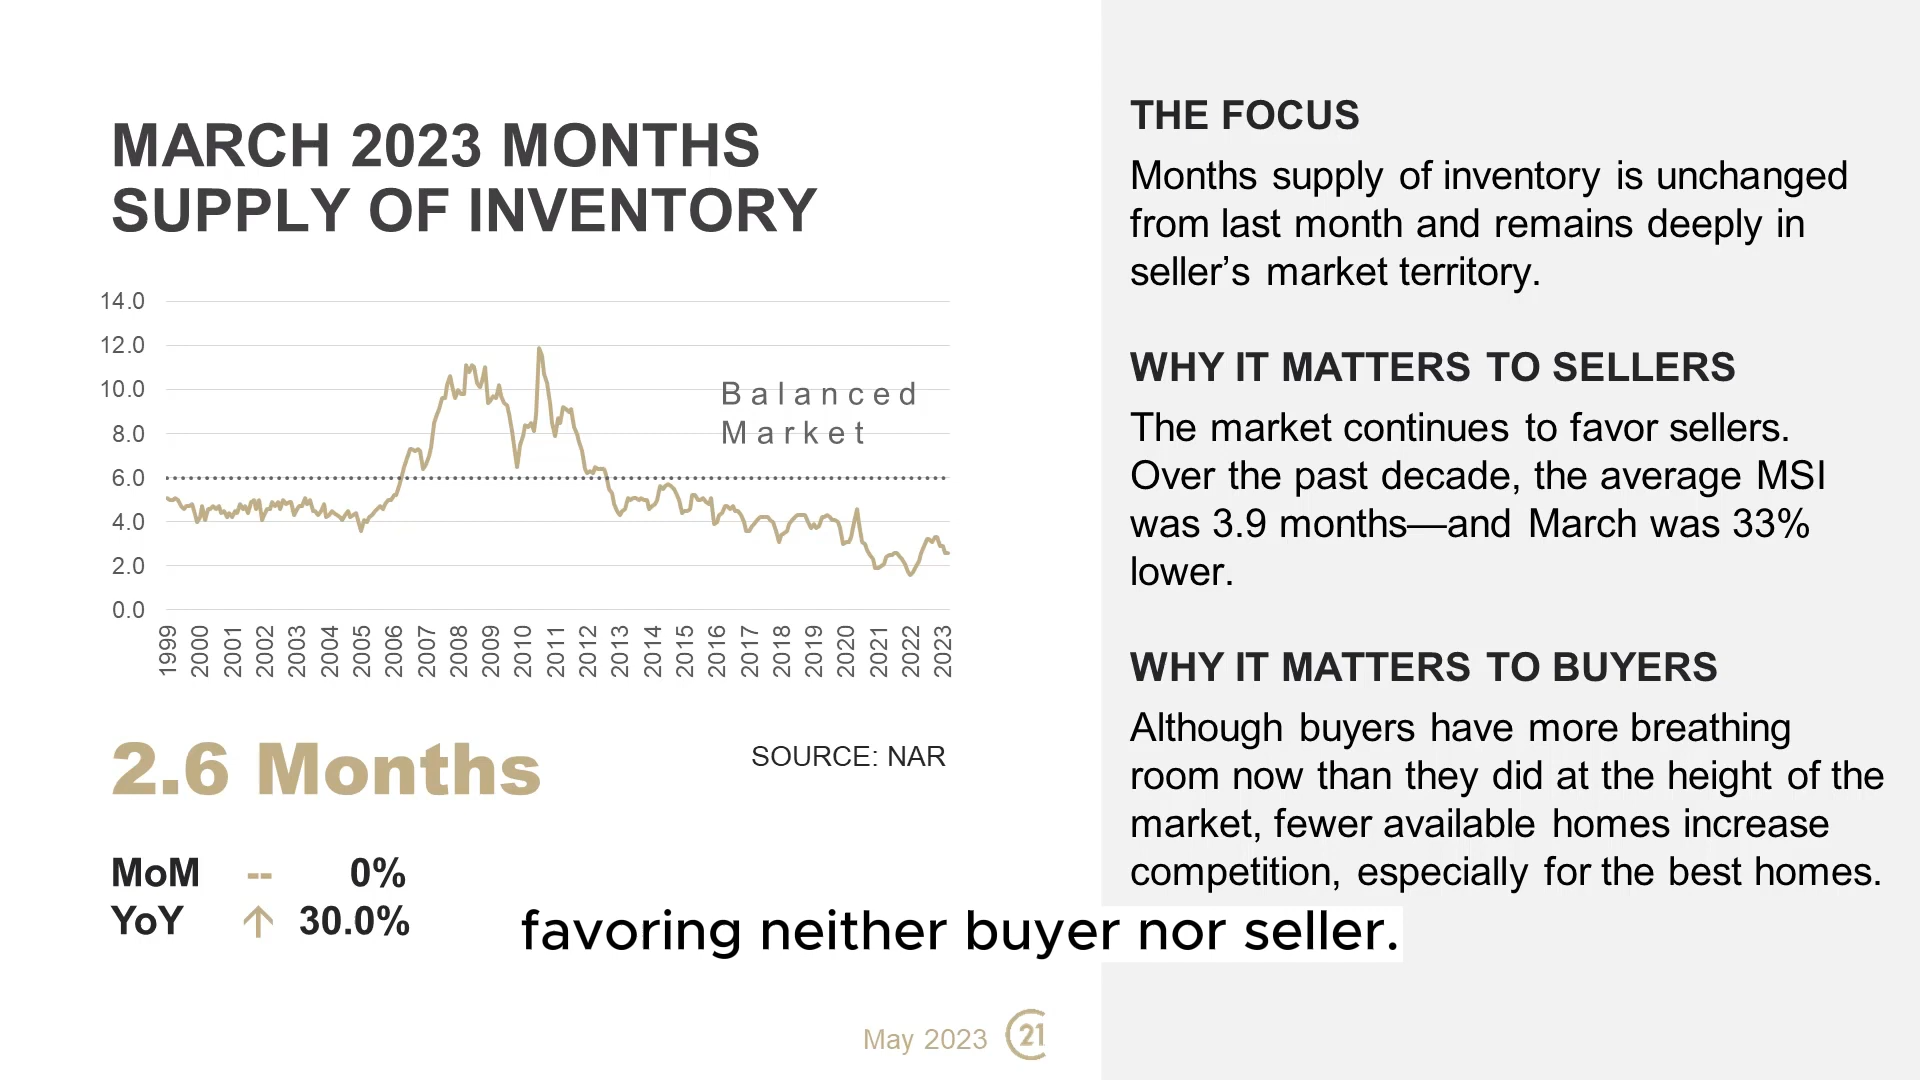 MARCH 2023 MONTHS
SUPPLY OF INVENTORY
14.0
12.0
10.0
8.0
6.0
4.0
2.0
0.0
Balanced
Market
1999
2000
2001
2002
2003
2004
2005
2006
2007
2008
2009
2010
2011
2012
2013
2014
2015
2016
2017
2018
2019
2020
2021
2022
2023
2.6 Months
SOURCE: NAR
MoM -- 0%
YoY ↑ 30.0%
THE FOCUS
Months supply of inventory is unchanged
from last month and remains deeply in
seller’s market territory.
WHY IT MATTERS TO SELLERS
The market continues to favor sellers.
Over the past decade, the average MSI
was 3.9 months—and March was 33%
lower.
WHY IT MATTERS TO BUYERS
Although buyers have more breathing
room now than they did at the height of the
market, fewer available homes increase
competition, especially for the best homes.
favoring neither buyer nor seller.
May 2023
C21